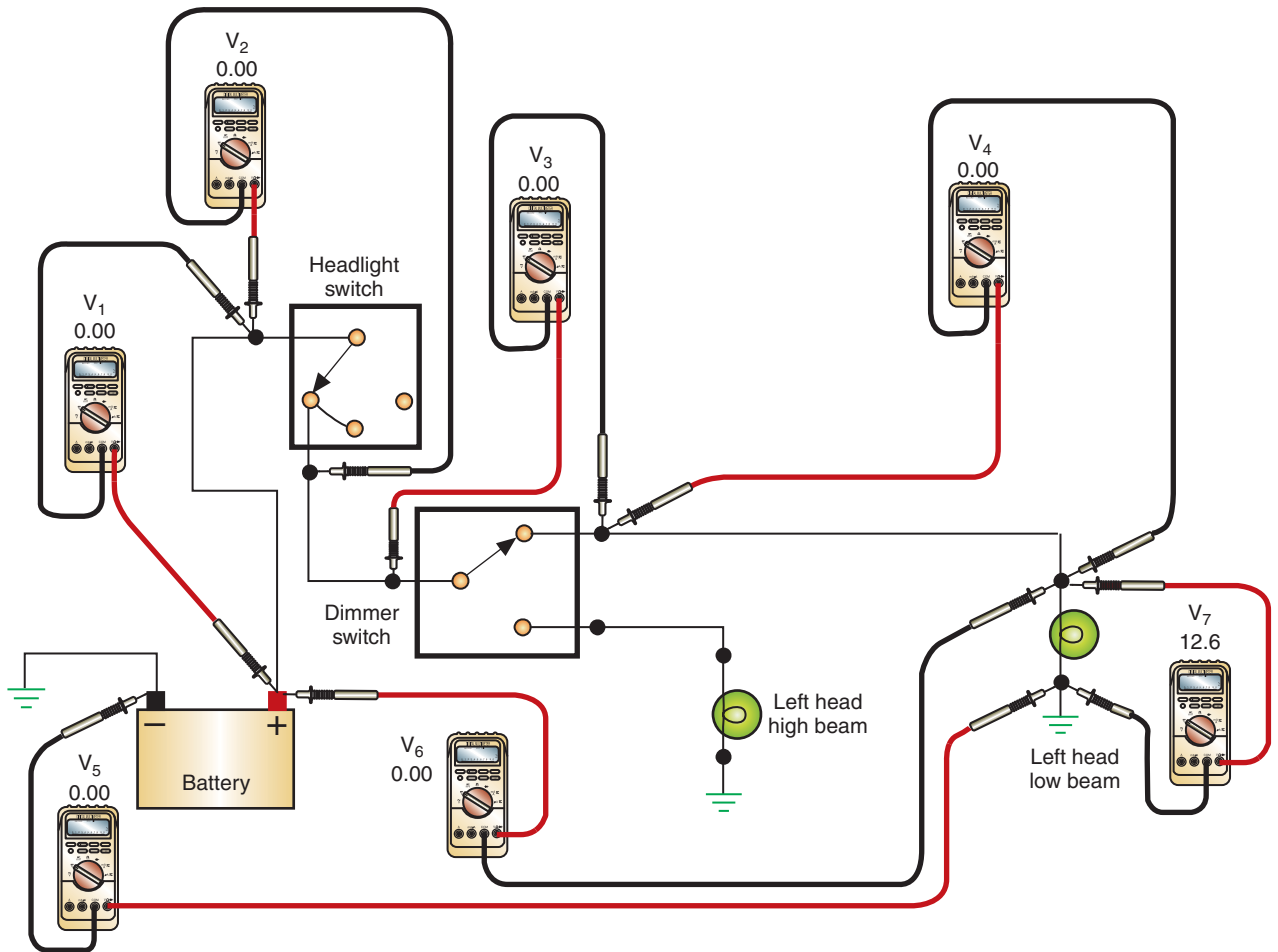 V2
0.00
V3
0.00
V4
0.00
Headlight
switch
V1
0.00
Dimmer
switch
V7
12.6
− +
Battery
Left head
high beam
Left head
low beam
V6
0.00
V5
0.00